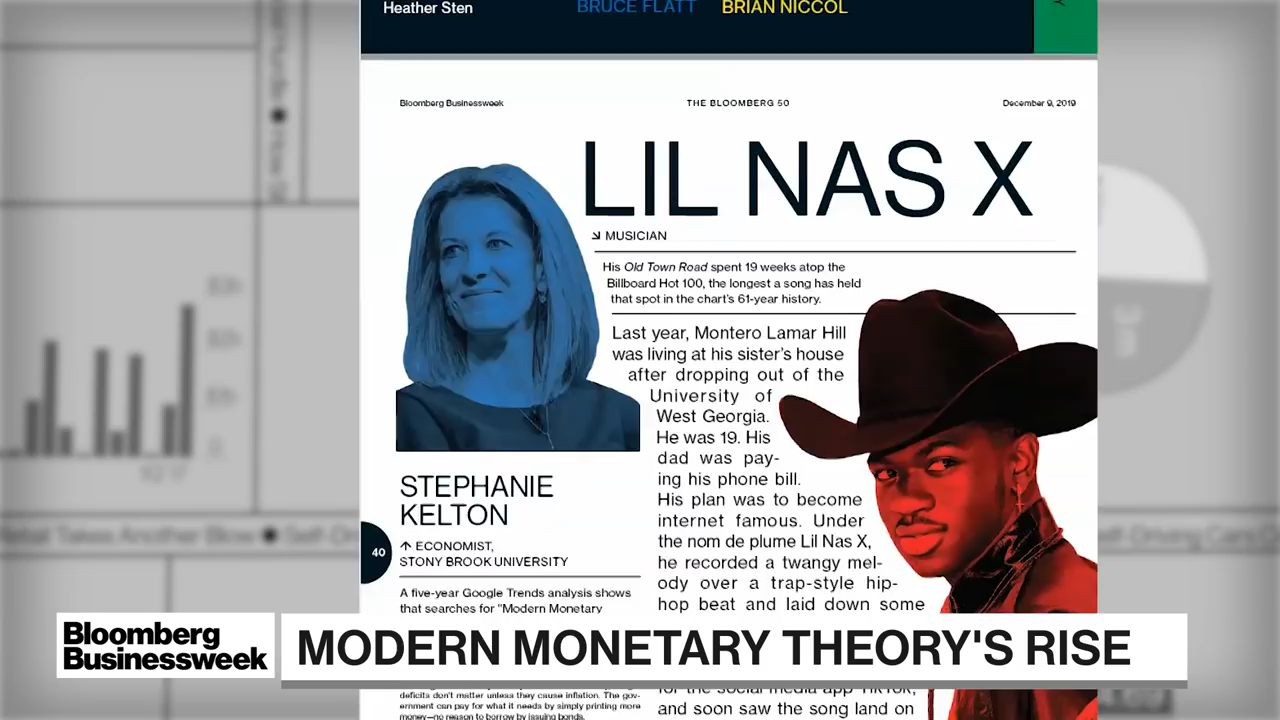 Heather Sten
BRUCE FLATT
BRIAN NICCOL
Bloomberg Businessweek
THE BLOOMBERG 50
December 9, 2019
LIL NAS X
↘ MUSICIAN
His Old Town Road spent 19 weeks atop the
Billboard Hot 100, the longest a song has held
that spot in the chart's 61-year history.
Last year, Montero Lamar Hill
was living at his sister's house
after dropping out of the
University of
West Georgia.
He was 19. His
dad was pay-
ing his phone bill.
His plan was to become
internet famous. Under
the nom de plume Lil Nas X,
he recorded a twangy mel-
ody over a trap-style hip-
hop beat and laid down some
for the social media app TikTok,
and soon saw the song land on
STEPHANIE
KELTON
↑ ECONOMIST,
STONY BROOK UNIVERSITY
A five-year Google Trends analysis shows
that searches for "Modern Monetary
deficits don't matter unless they cause inflation. The gov-
ernment can pay for what it needs by simply printing more
money—no reason to borrow by issuing bonds.
40
Retail Takes Another Blow
Self-Driving Cars
Bloomberg
Businessweek
MODERN MONETARY THEORY'S RISE